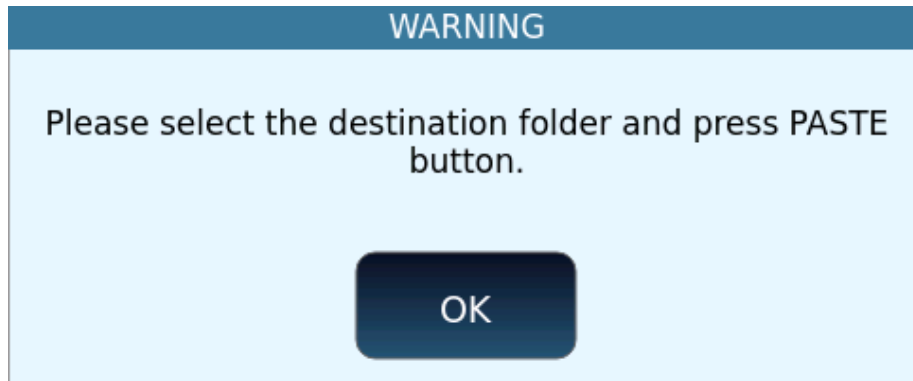 WARNING
Please select the destination folder and press PASTE
button.
OK